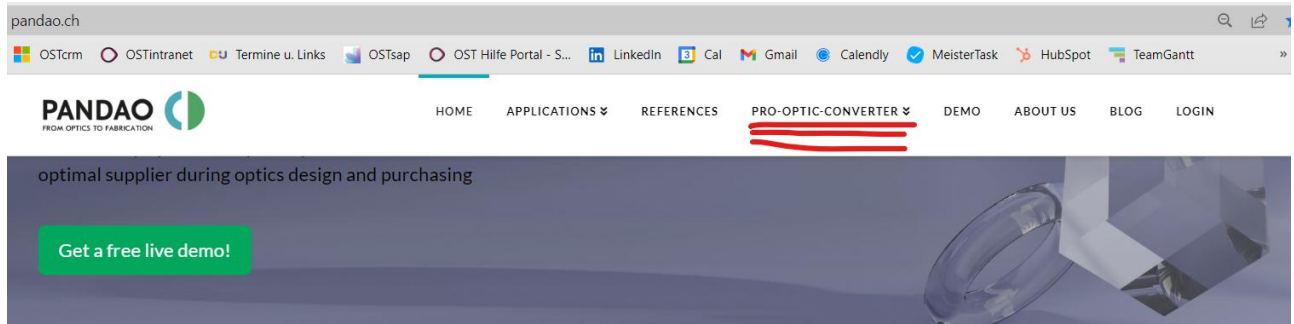 pandao.ch
OSTcrm OSTintranet Termine u. Links OSTsap OST Hilfe Portal - S... LinkedIn Cal Gmail Calendly MeisterTask HubSpot TeamGantt »
PANDAO HOME APPLICATIONS REFERENCES PRO-OPTIC-CONVERTER DEMO ABOUT US BLOG LOGIN
FROM OPTICS TO FABRICATION
optimal supplier during optics design and purchasing
Get a free live demo!